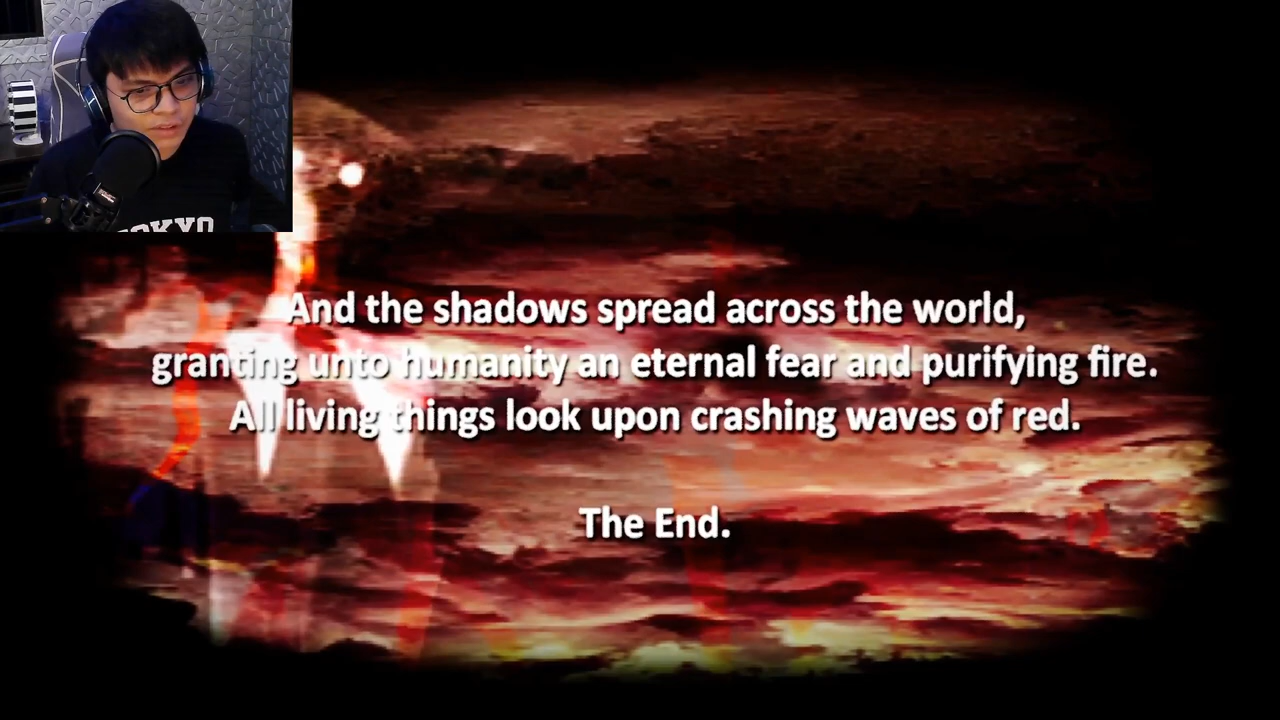 TOKYO
And the shadows spread across the world,
granting unto humanity an eternal fear and purifying fire.
All living things look upon crashing waves of red.
The End.